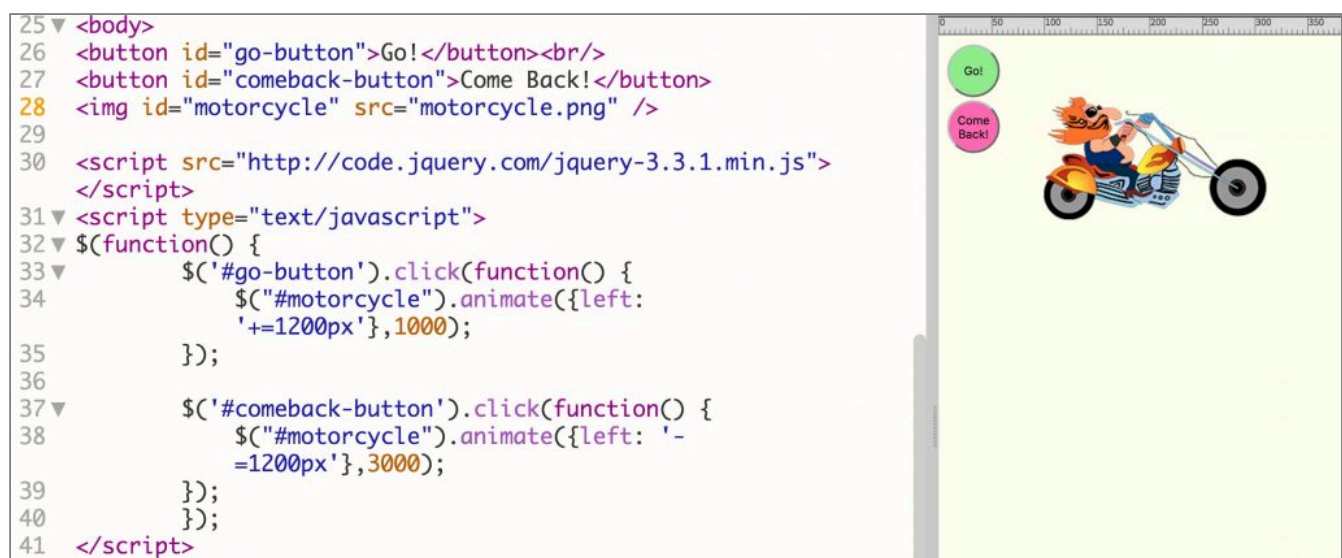 25 ▼ <body>
26 <button id="go-button">Go!</button><br/>
27 <button id="comeback-button">Come Back!</button>
28 <img id="motorcycle" src="motorcycle.png" />
29
30 <script src="http://code.jquery.com/jquery-3.3.1.min.js">
</script>
31 ▼ <script type="text/javascript">
32 ▼ $(function() {
33 ▼ $('#go-button').click(function() {
34 $("#motorcycle").animate({left:
'+=1200px'},1000);
35 });
36
37 ▼ $('#comeback-button').click(function() {
38 $("#motorcycle").animate({left: '-
=1200px'},3000);
39 });
40 });
41 </script>
0 50 100 150 200 250 300 350
Go!
Come
Back!